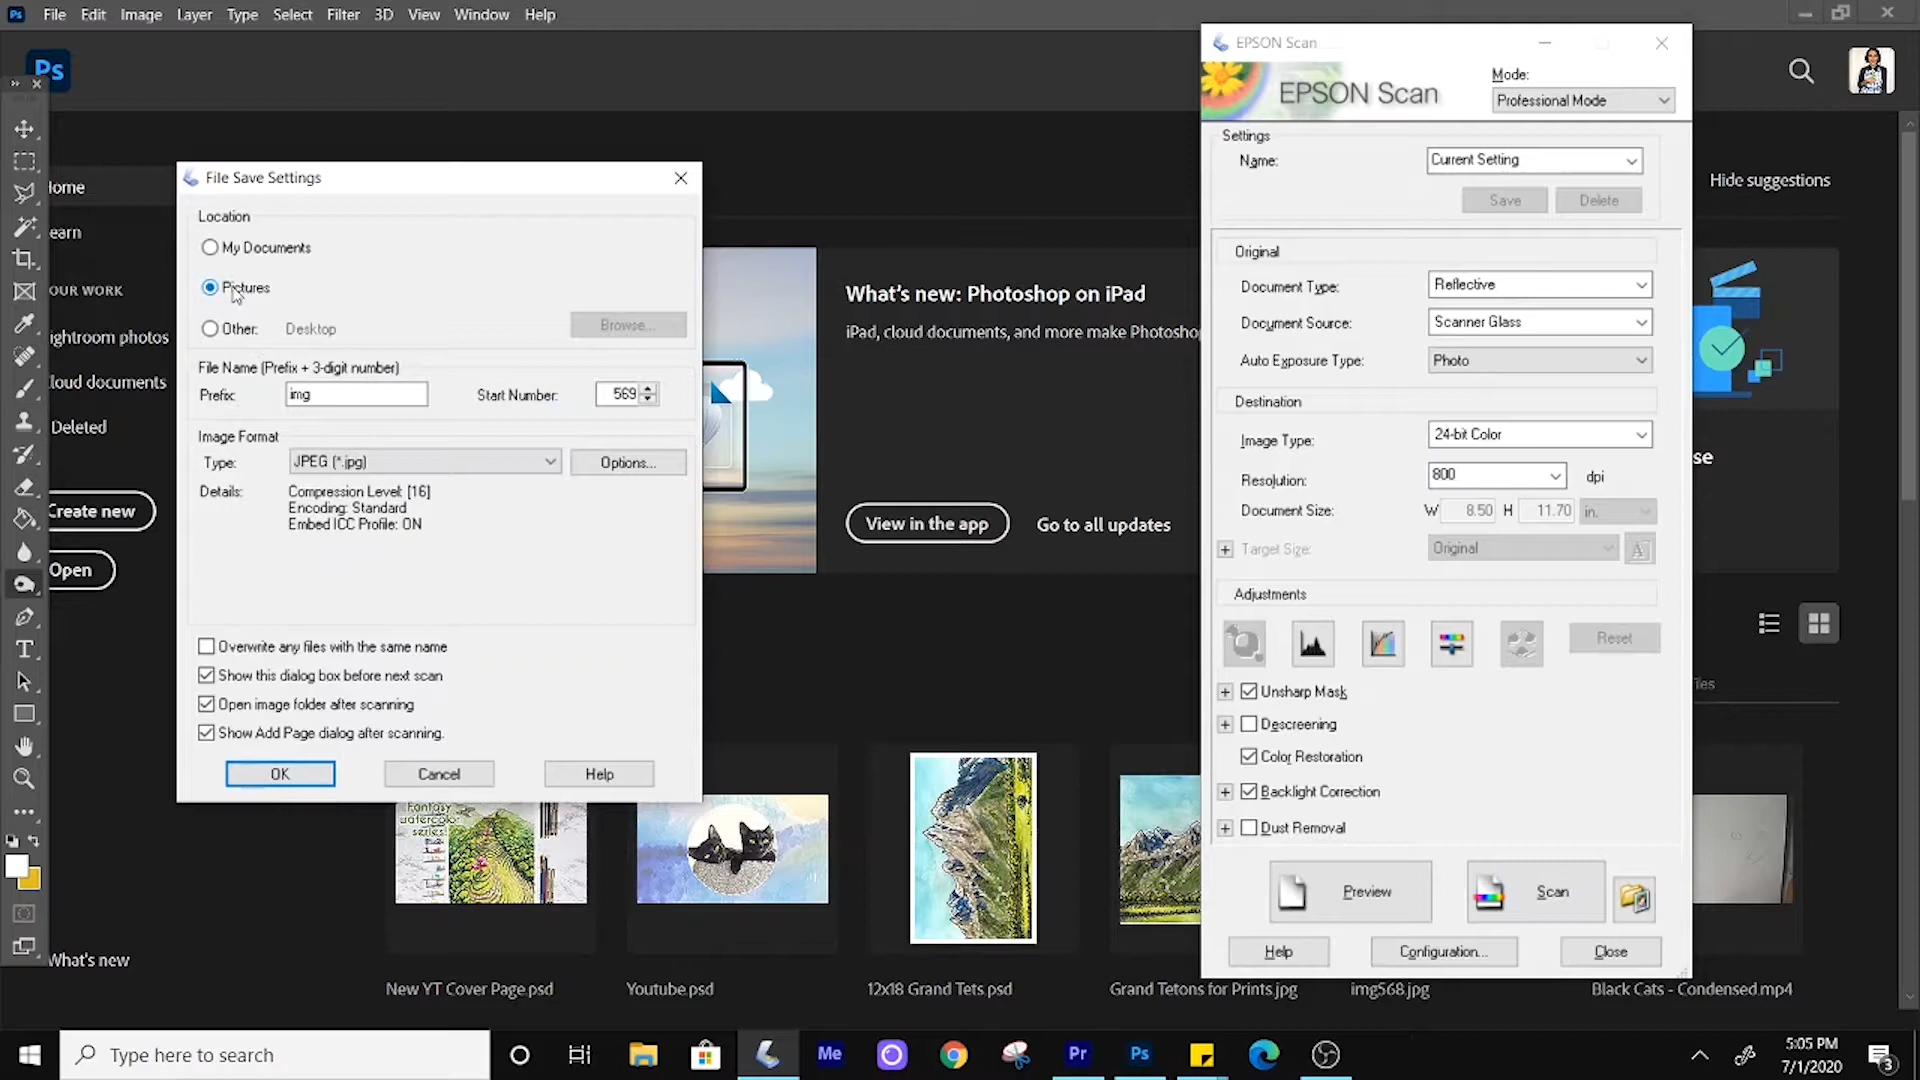 Ps File Edit Image Layer Type Select Filter 3D View Window Help
Ps
ome
earn
OUR WORK
ightroom photos
loud documents
Deleted
Create new
Open
What's new
File Save Settings
Location
My Documents
Pictures
Other: Desktop Browse...
File Name (Prefix + 3-digit number)
Prefix: img Start Number: 569
Image Format
Type: JPEG (*.jpg) Options...
Details: Compression Level: [16]
Encoding: Standard
Embed ICC Profile: ON
Overwrite any files with the same name
Show this dialog box before next scan
Open image folder after scanning
Show Add Page dialog after scanning.
OK Cancel Help
What's new: Photoshop on iPad
iPad, cloud documents, and more make Photosho
View in the app Go to all updates
Hide suggestions
se
EPSON Scan
EPSON Scan
Mode:
Professional Mode
Settings
Name: Current Setting
Save Delete
Original
Document Type: Reflective
Document Source: Scanner Glass
Auto Exposure Type: Photo
Destination
Image Type: 24-bit Color
Resolution: 800 dpi
Document Size: W 8.50 H 11.70 in.
Target Size: Original
Adjustments
Reset
Unsharp Mask
Descreening
Color Restoration
Backlight Correction
Dust Removal
Preview Scan
Help Configuration... Close
Fantasy
watercolor
series!
New YT Cover Page.psd Youtube.psd 12x18 Grand Tets.psd Grand Tetons for Prints.jpg img568.jpg Black Cats - Condensed.mp4
Type here to search
Me Pr Ps
5:05 PM
7/1/2020
3